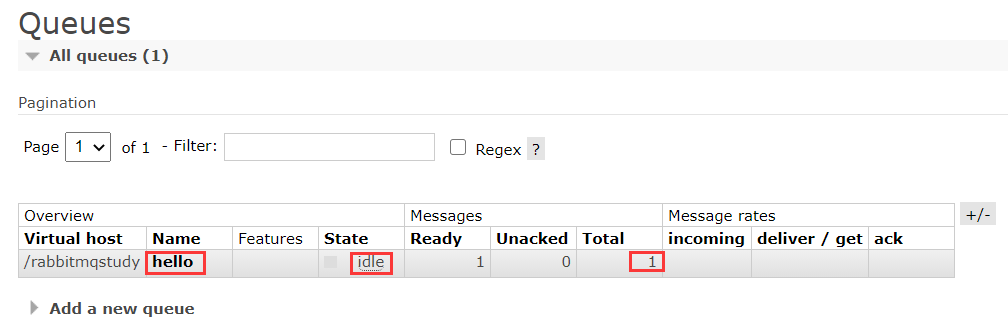 Queues
All queues (1)
Pagination
Page 1 of 1 - Filter: Regex ?
Overview Messages Message rates +/-
Virtual host Name Features State Ready Unacked Total incoming deliver / get ack
/rabbitmqstudy hello idle 1 0 1
Add a new queue